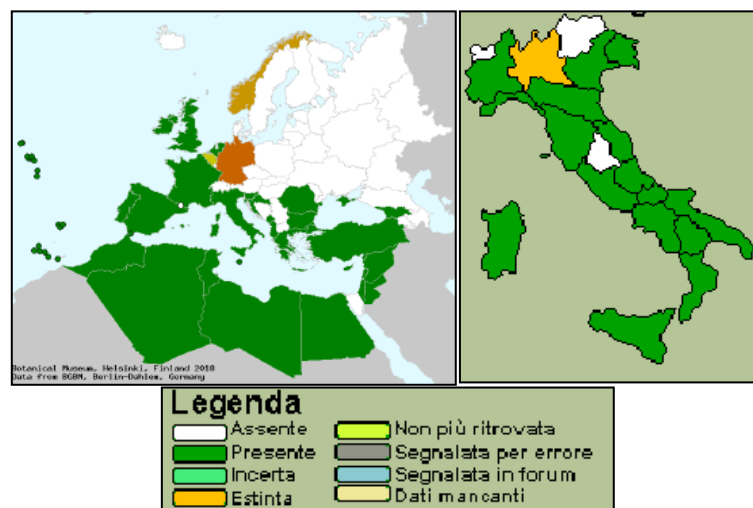 Botanical Museum, Helsinki, Finland 2018
Data from BGBM, Berlin-Dahlem, Germany
Legenda
Assente
Presente
Incerta
Estinta
Non più ritrovata
Segnalata per errore
Segnalata in forum
Dati mancanti